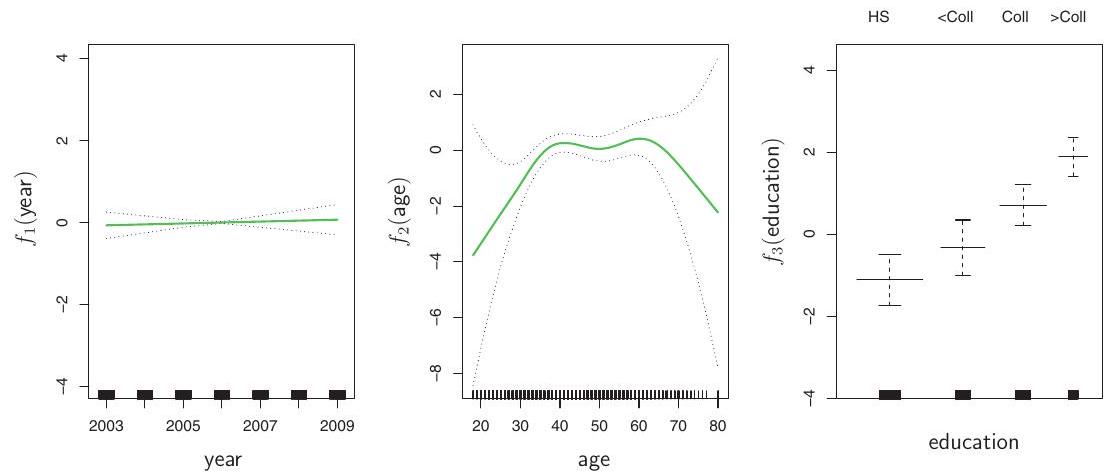 HS <Coll Coll >Coll
4
2
0
-2
-4
f1(year)
2003 2005 2007 2009
year
2
0
-2
-4
-6
-8
f2(age)
20 30 40 50 60 70 80
age
4
2
0
-2
-4
f3(education)
education